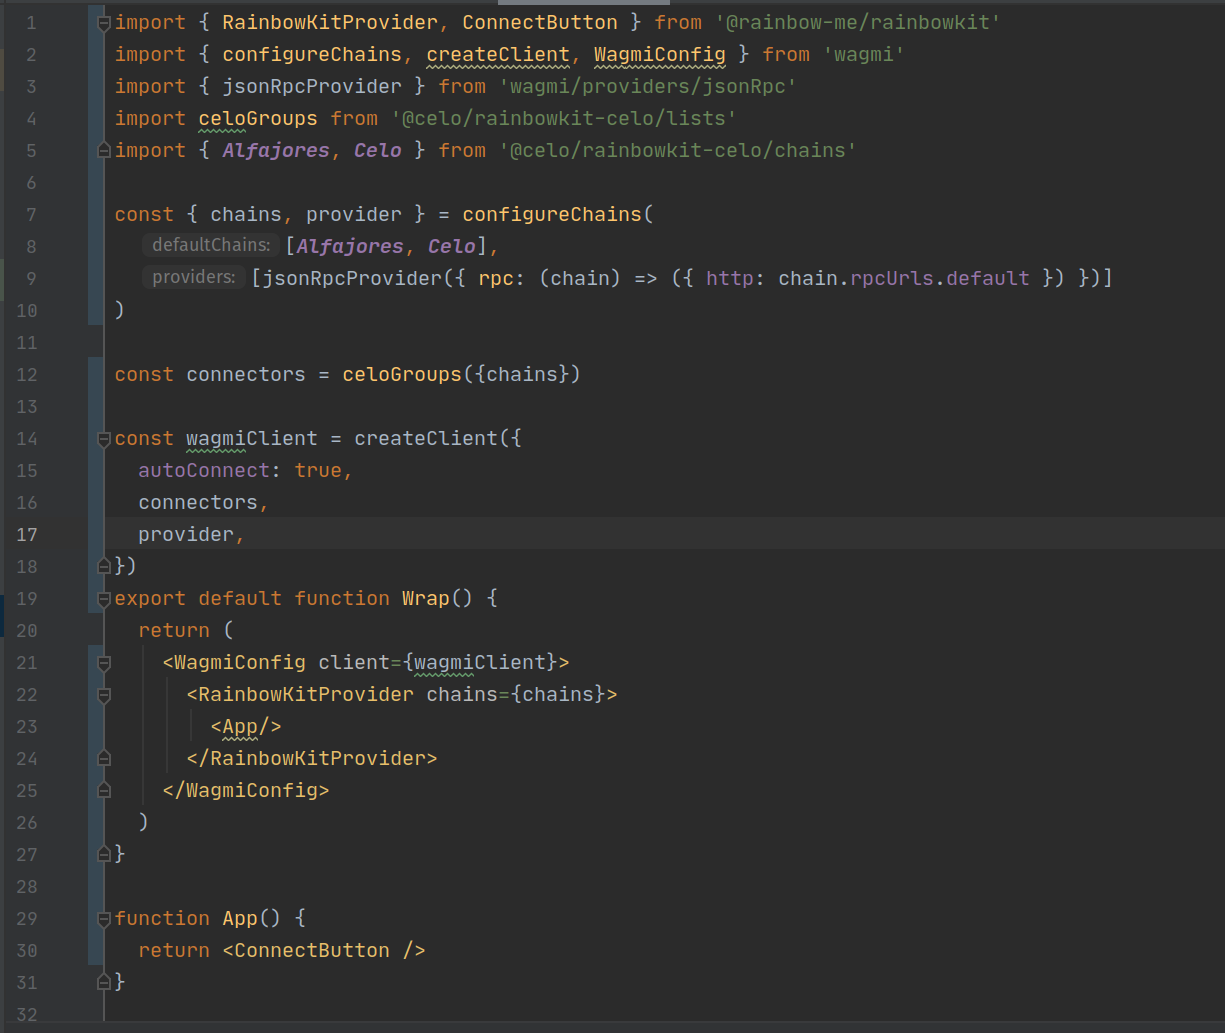 1 import { RainbowKitProvider, ConnectButton } from '@rainbow-me/rainbowkit'
2 import { configureChains, createClient, WagmiConfig } from 'wagmi'
3 import { jsonRpcProvider } from 'wagmi/providers/jsonRpc'
4 import celoGroups from '@celo/rainbowkit-celo/lists'
5 import { Alfajores, Celo } from '@celo/rainbowkit-celo/chains'
6
7 const { chains, provider } = configureChains(
8 defaultChains: [Alfajores, Celo],
9 providers: [jsonRpcProvider({ rpc: (chain) => ({ http: chain.rpcUrls.default }) })]
10 )
11
12 const connectors = celoGroups({chains})
13
14 const wagmiClient = createClient({
15 autoConnect: true,
16 connectors,
17 provider,
18 })
19 export default function Wrap() {
20 return (
21 <WagmiConfig client={wagmiClient}>
22 <RainbowKitProvider chains={chains}>
23 <App/>
24 </RainbowKitProvider>
25 </WagmiConfig>
26 )
27 }
28
29 function App() {
30 return <ConnectButton />
31 }
32